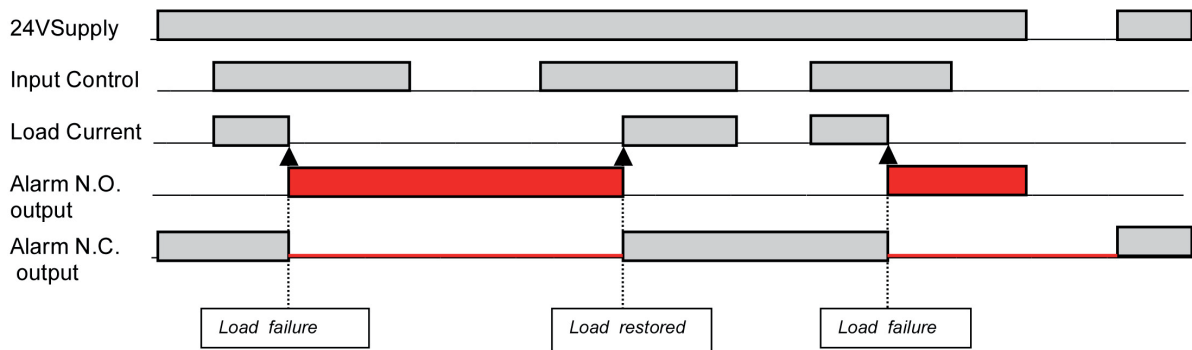 24VSupply
Input Control
Load Current
Alarm N.O.
output
Alarm N.C.
output
Load failure
Load restored
Load failure